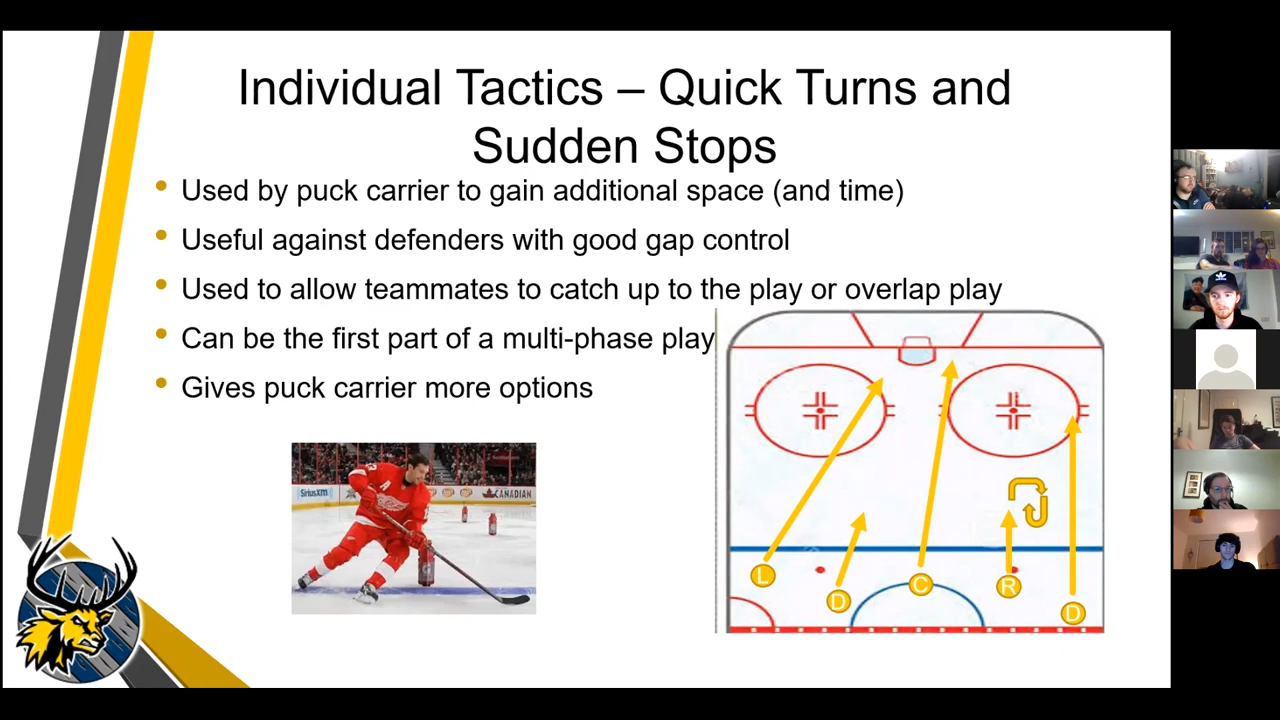 Individual Tactics – Quick Turns and
Sudden Stops
Used by puck carrier to gain additional space (and time)
Useful against defenders with good gap control
Used to allow teammates to catch up to the play or overlap play
Can be the first part of a multi-phase play
Gives puck carrier more options
SiriusXM
CANADIAN
A
L
D
C
R
D